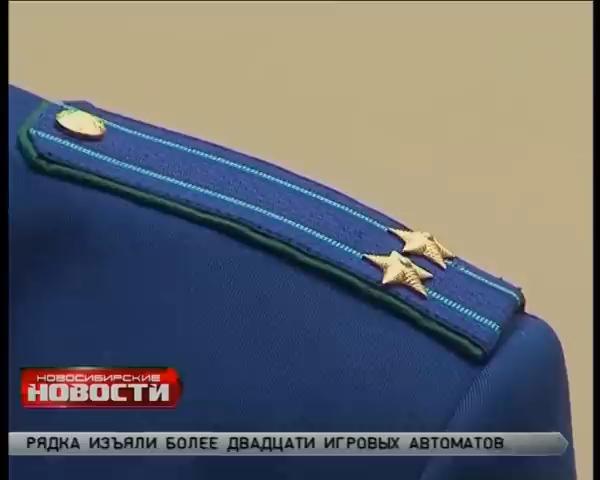 НОВОСИБИРСКИЕ
НОВОСТИ
РЯДКА ИЗЪЯЛИ БОЛЕЕ ДВАДЦАТИ ИГРОВЫХ АВТОМАТОВ